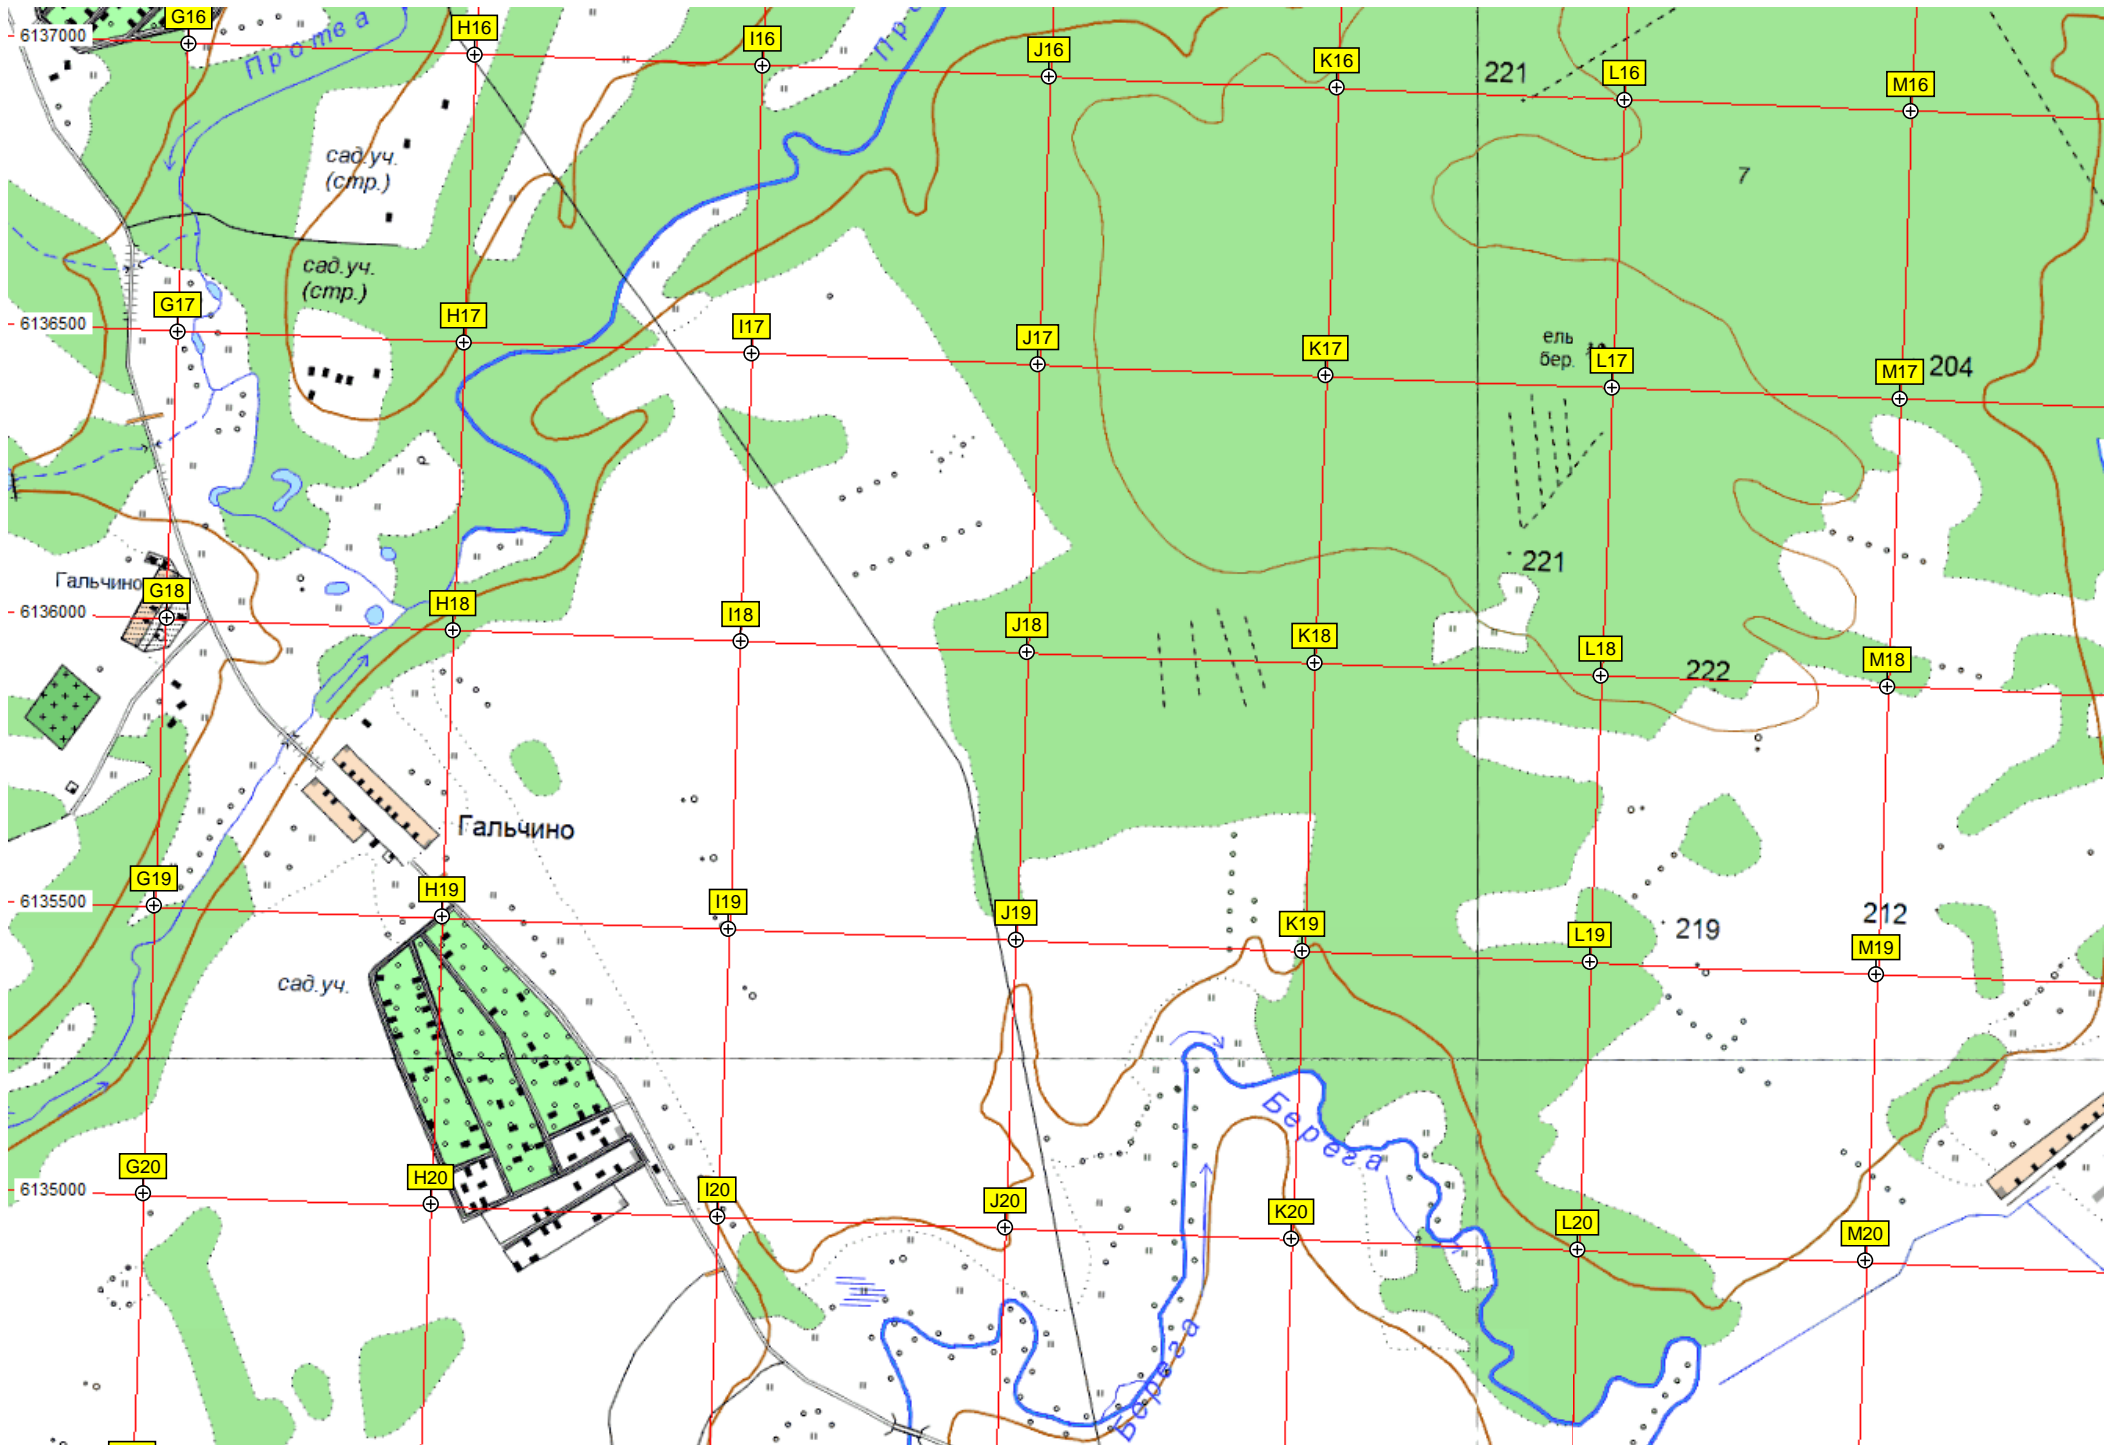 G16
6137000
Протва
H16
I16
Пр
J16
K16
221
L16
M16
сад.уч.
(стр.)
7
сад.уч.
(стр.)
G17
6136500
H17
I17
J17
K17
ель
бер.
L17
M17
204
221
Гальчино
G18
6136000
H18
I18
J18
K18
L18
222
M18
Гальчино
G19
6135500
H19
I19
J19
K19
L19
219
212
M19
сад.уч.
Берега
G20
6135000
H20
I20
J20
K20
L20
M20
Берега